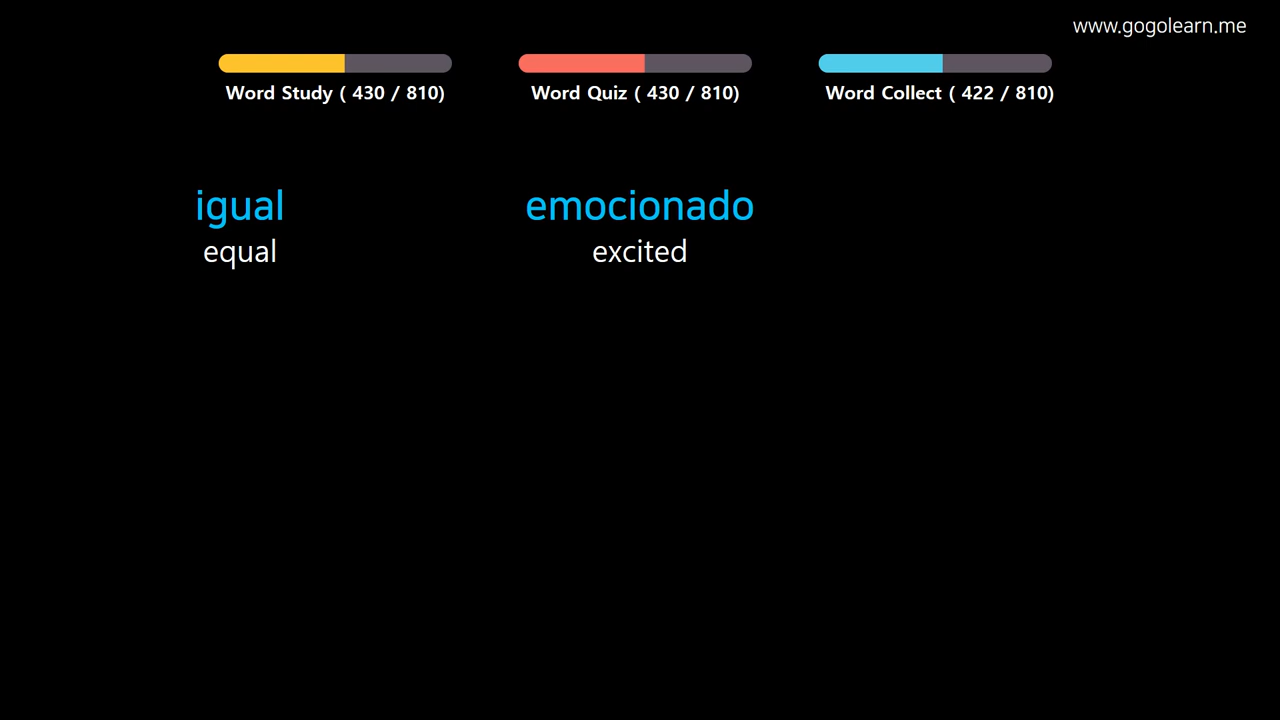 www.gogolearn.me
Word Study ( 430 / 810)
Word Quiz ( 430 / 810)
Word Collect ( 422 / 810)
igual
equal
emocionado
excited